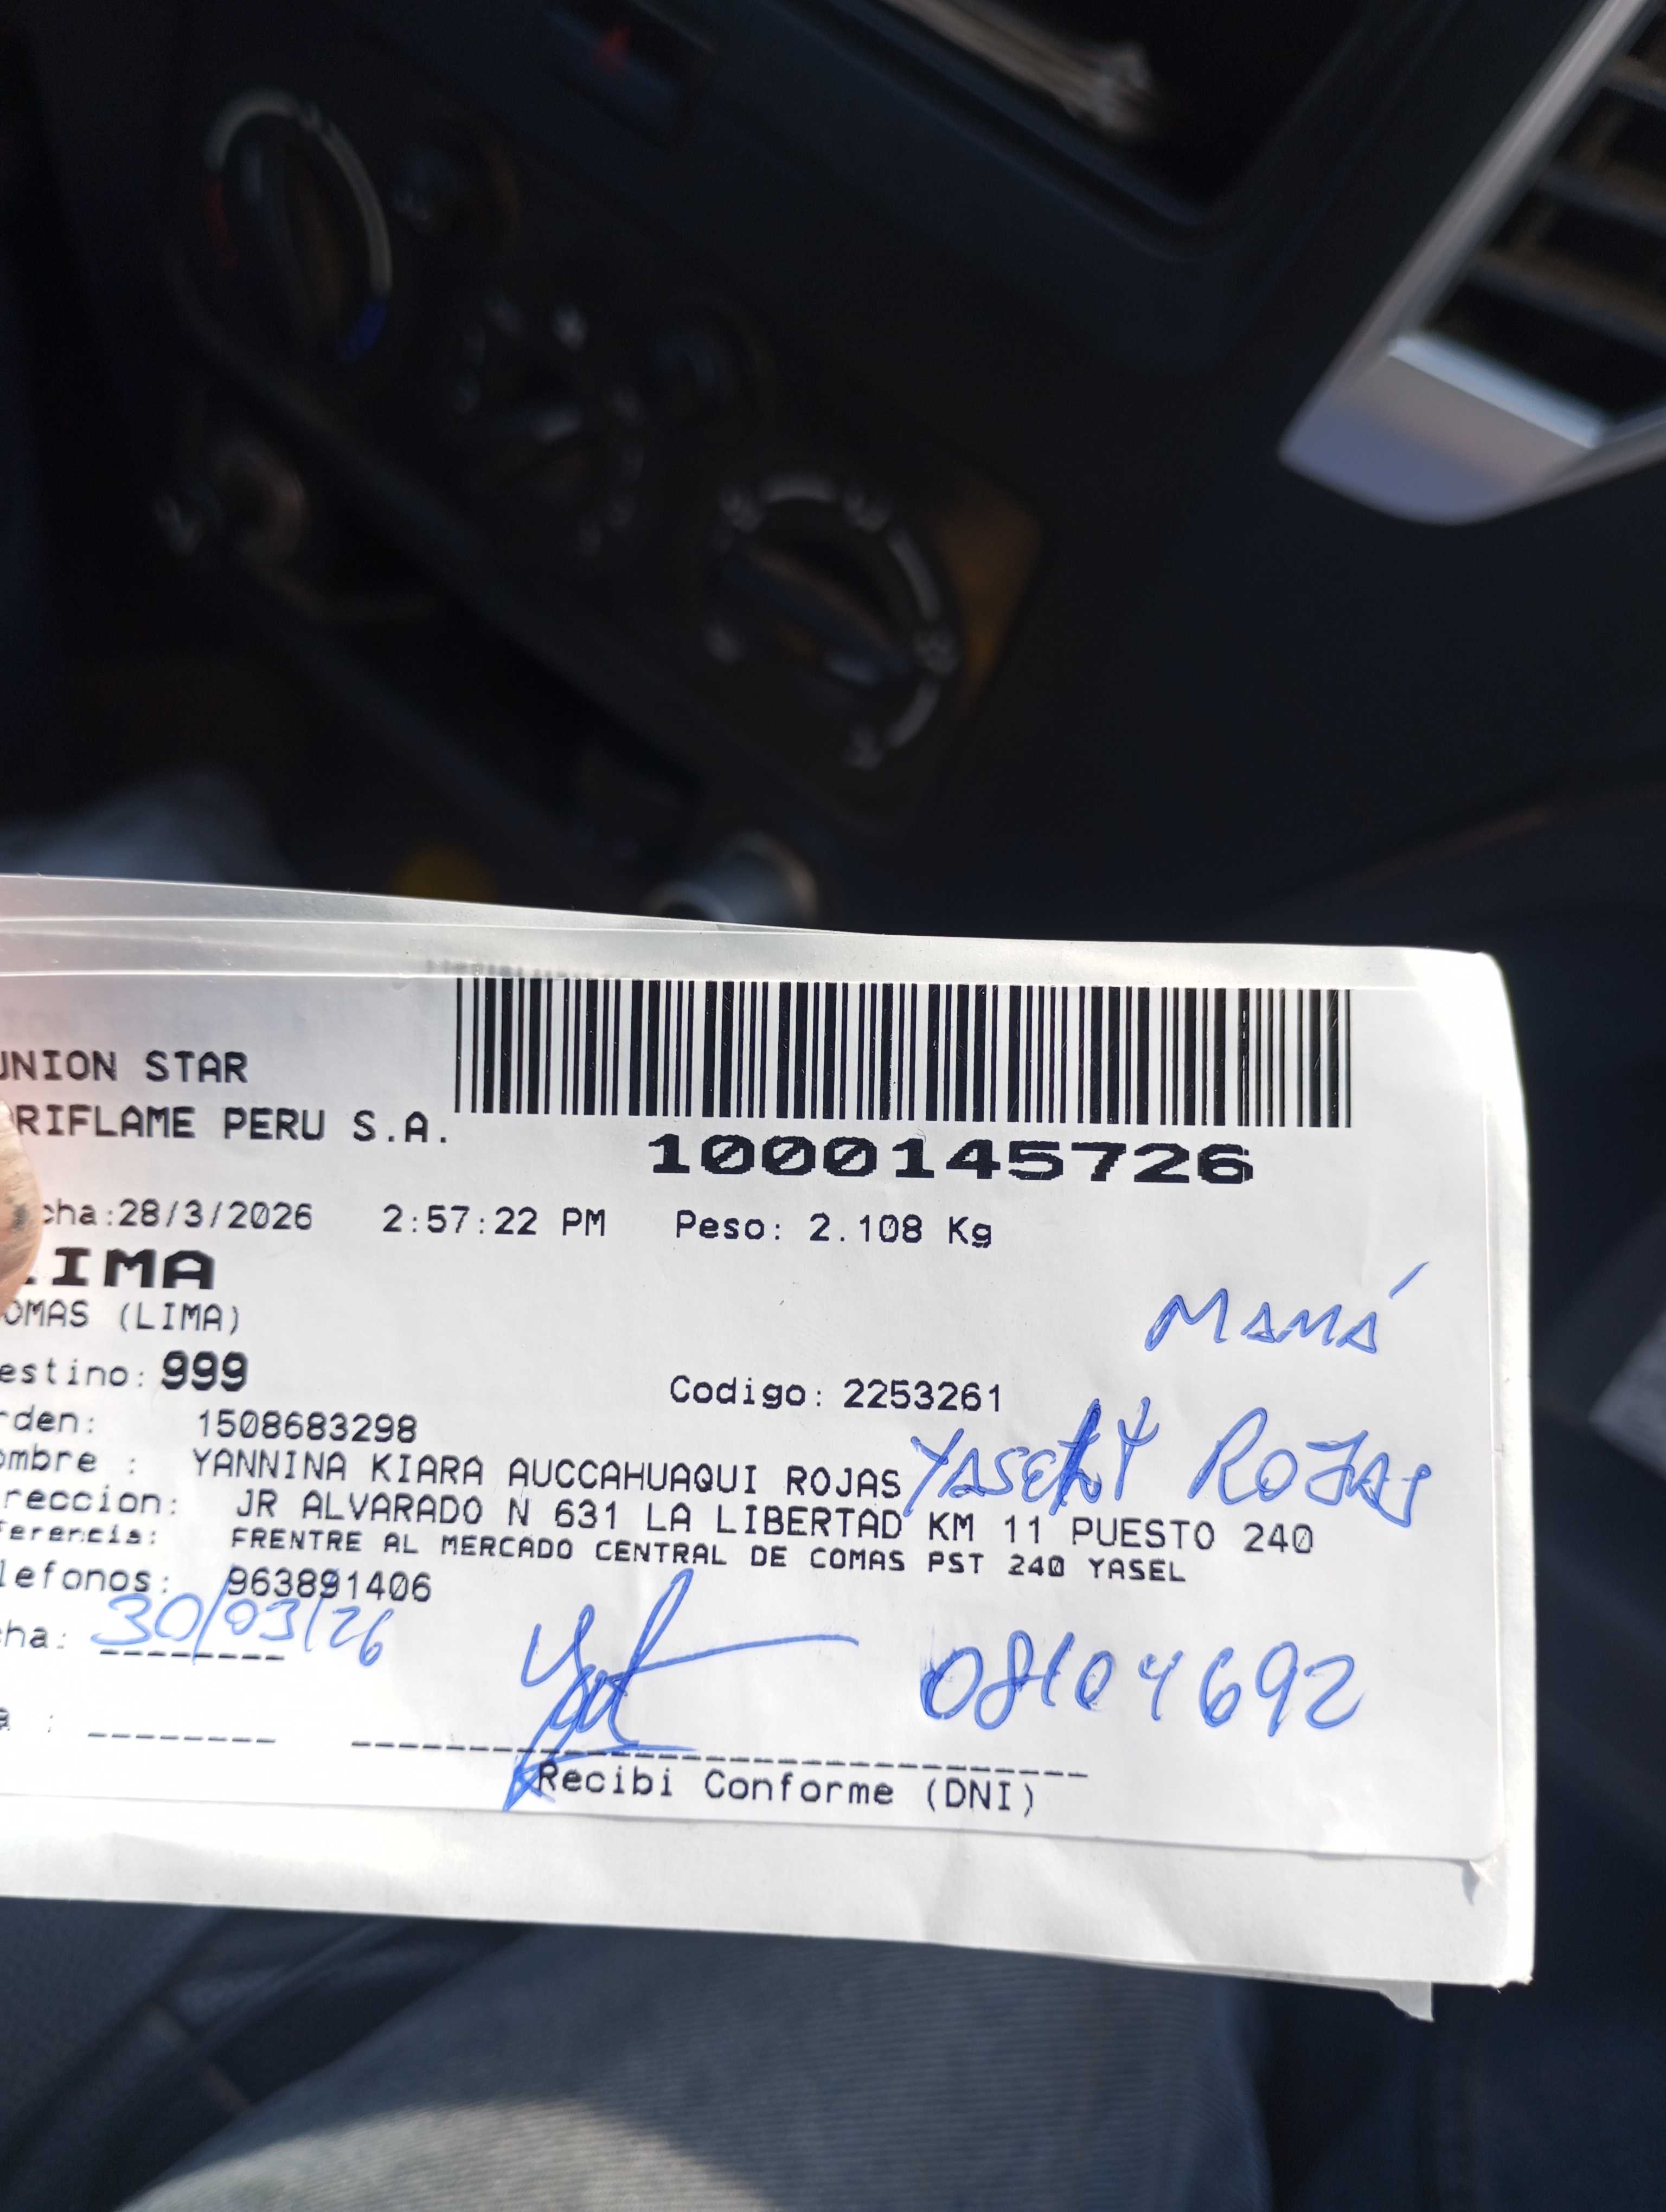 UNION STAR
RIFLAME PERU S.A.
1000145726
cha:28/3/2026 2:57:22 PM Peso: 2.108 Kg
IMA
OMAS (LIMA)
MAMÁ
estino: 999
Codigo: 2253261
rden: 1508683298
ombre : YANNINA KIARA AUCCAHUAQUI ROJAS
ROJAS
reccion: JR ALVARADO N 631 LA LIBERTAD KM 11 PUESTO 240
ferencia: FRENTRE AL MERCADO CENTRAL DE COMAS PST 240 YASEL
lefonos: 963891406
cha: 30/03/26
08104692
a :
Recibi Conforme (DNI)